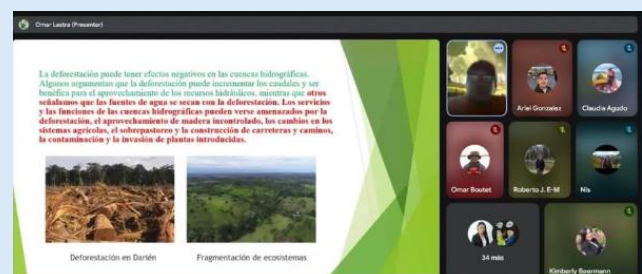 Omar Lastra (Presentador)
La deforestación puede tener efectos negativos en las cuencas hidrográficas.
Algunos argumentan que la deforestación puede incrementar los caudales y ser
benéfica para el aprovechamiento de los recursos hidráulicos, mientras que otros
señalamos que las fuentes de agua se secan con la deforestación. Los servicios
y las funciones de las cuencas hidrográficas pueden verse amenazados por la
deforestación, el aprovechamiento de madera incontrolado, los cambios en los
sistemas agrícolas, el sobrepastoreo y la construcción de carreteras y caminos,
la contaminación y la invasión de plantas introducidas.
Deforestación en Darién
Fragmentación de ecosistemas
Ariel Gonzalez
Claudia Agudo
Omar Boutet
Roberto J. E-M
Nis
34 más
Kimberly Beermann